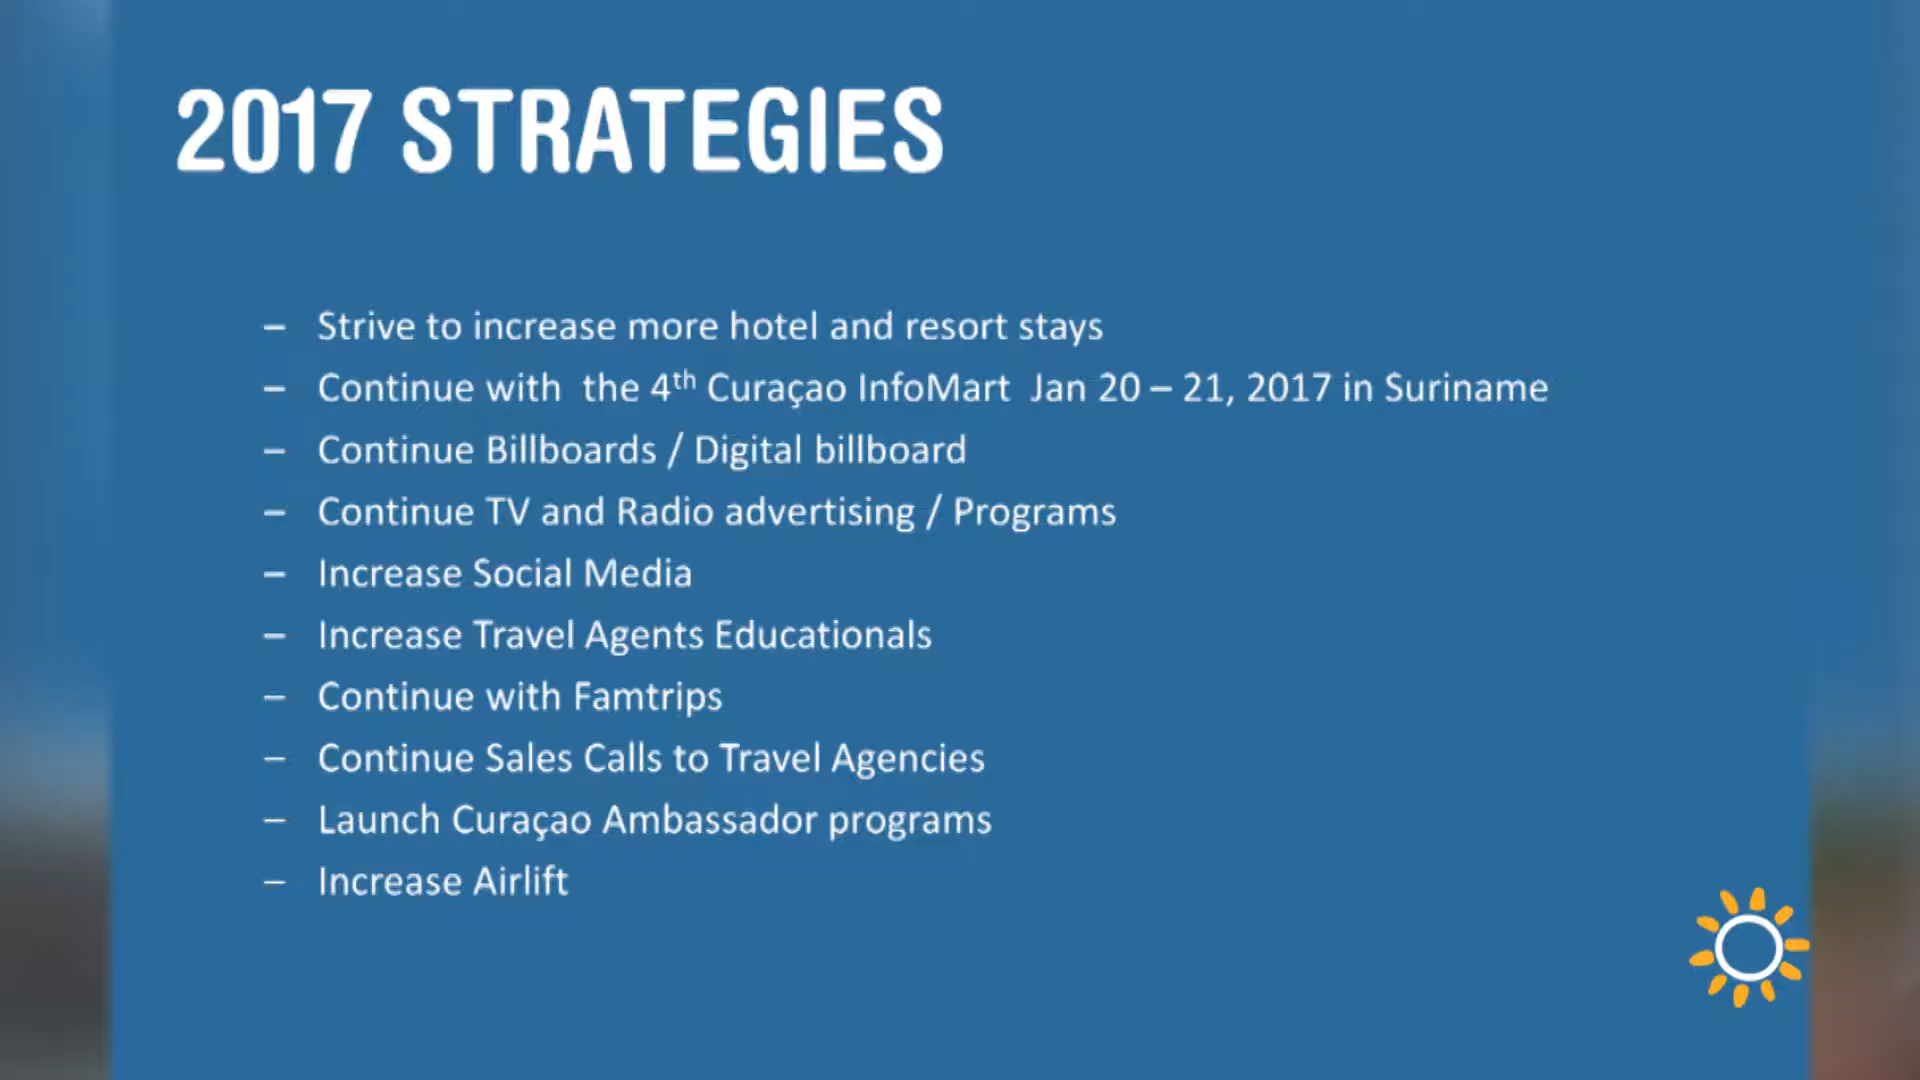 2017 STRATEGIES
– Strive to increase more hotel and resort stays
– Continue with  the 4th Curaçao InfoMart  Jan 20 – 21, 2017 in Suriname
– Continue Billboards / Digital billboard
– Continue TV and Radio advertising / Programs
– Increase Social Media
– Increase Travel Agents Educationals
– Continue with Famtrips
– Continue Sales Calls to Travel Agencies
– Launch Curaçao Ambassador programs
– Increase Airlift